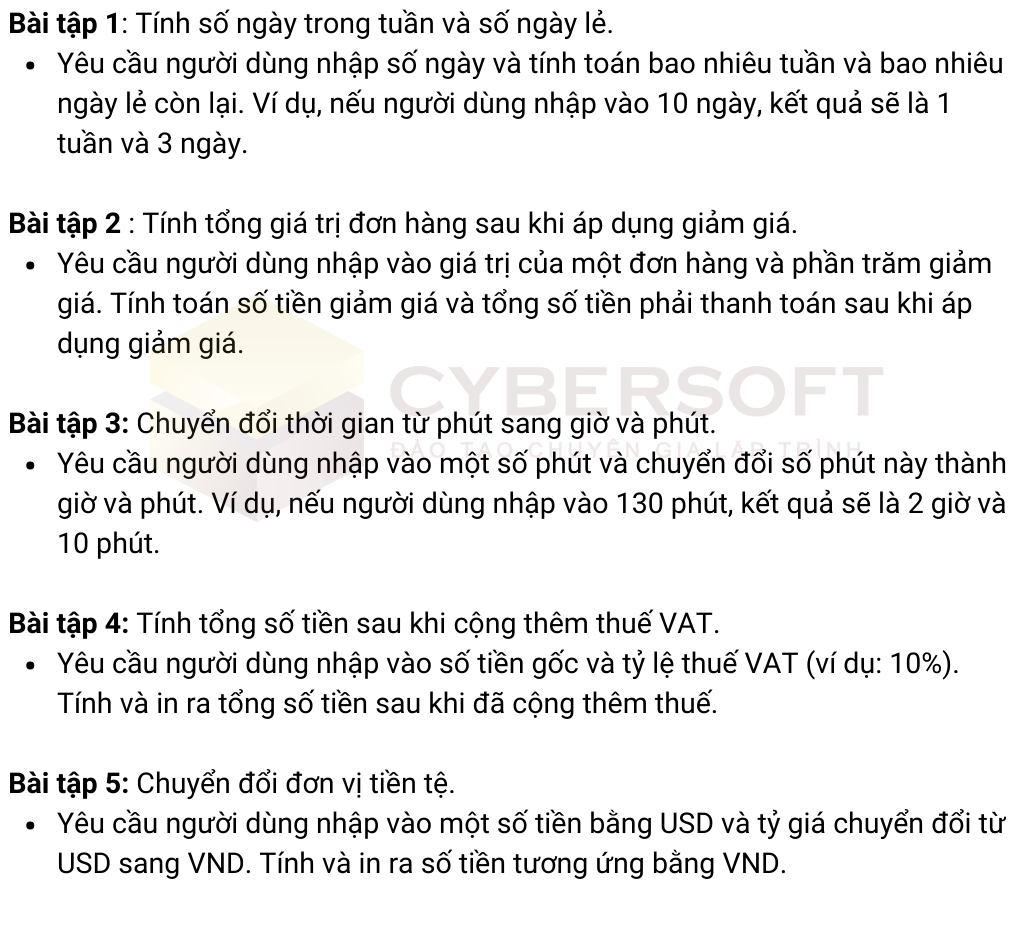 Bài tập 1: Tính số ngày trong tuần và số ngày lẻ.
• Yêu cầu người dùng nhập số ngày và tính toán bao nhiêu tuần và bao nhiêu
ngày lẻ còn lại. Ví dụ, nếu người dùng nhập vào 10 ngày, kết quả sẽ là 1
tuần và 3 ngày.
Bài tập 2 : Tính tổng giá trị đơn hàng sau khi áp dụng giảm giá.
• Yêu cầu người dùng nhập vào giá trị của một đơn hàng và phần trăm giảm
giá. Tính toán số tiền giảm giá và tổng số tiền phải thanh toán sau khi áp
dụng giảm giá.
CYBERSOFT
Bài tập 3: Chuyển đổi thời gian từ phút sang giờ và phút.
ĐÀO TẠO CHUYÊN GIA LẬP TRÌNH
• Yêu cầu người dùng nhập vào một số phút và chuyển đổi số phút này thành
giờ và phút. Ví dụ, nếu người dùng nhập vào 130 phút, kết quả sẽ là 2 giờ và
10 phút.
Bài tập 4: Tính tổng số tiền sau khi cộng thêm thuế VAT.
• Yêu cầu người dùng nhập vào số tiền gốc và tỷ lệ thuế VAT (ví dụ: 10%).
Tính và in ra tổng số tiền sau khi đã cộng thêm thuế.
Bài tập 5: Chuyển đổi đơn vị tiền tệ.
• Yêu cầu người dùng nhập vào một số tiền bằng USD và tỷ giá chuyển đổi từ
USD sang VND. Tính và in ra số tiền tương ứng bằng VND.